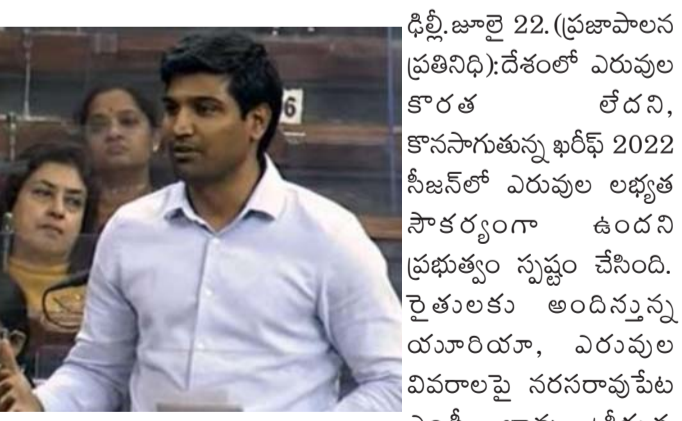 6
ఢిల్లీ.జూలై 22.(ప్రజాపాలన
ప్రతినిధి):దేశంలో ఎరువుల
కొరత లేదని,
కొనసాగుతున్న ఖరీఫ్ 2022
సీజన్‌లో ఎరువుల లభ్యత
సౌకర్యంగా ఉందని
ప్రభుత్వం స్పష్టం చేసింది.
రైతులకు అందిస్తున్న
యూరియా, ఎరువుల
వివరాలపై నరసరావుపేట